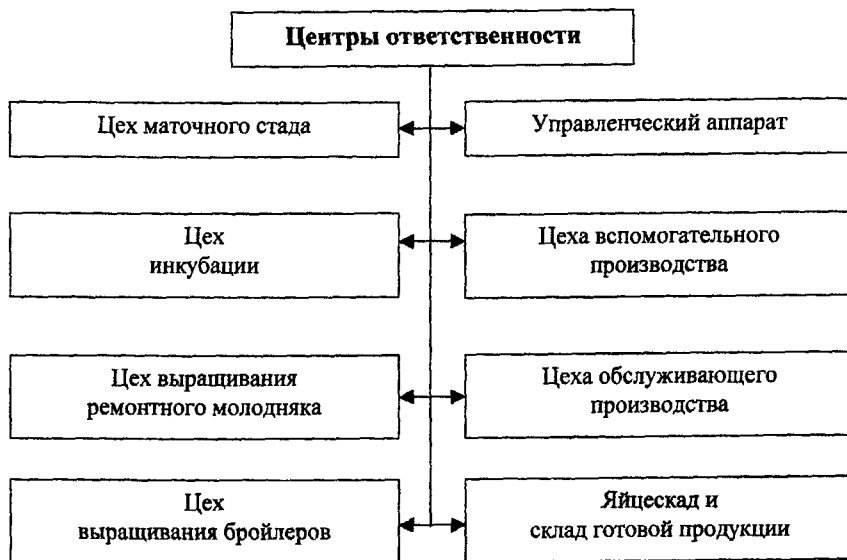 Центры ответственности
Цех маточного стада
Управленческий аппарат
Цех
инкубации
Цеха вспомогательного
производства
Цех выращивания
ремонтного молодняка
Цеха обслуживающего
производства
Цех
выращивания бройлеров
Яйцескад и
склад готовой продукции